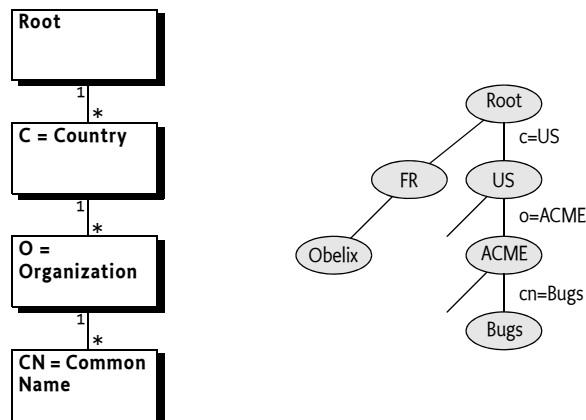 Root
1
*
C = Country
1
*
O =
Organization
1
*
CN = Common
Name
Root
c=US
FR
US
o=ACME
Obelix
ACME
cn=Bugs
Bugs